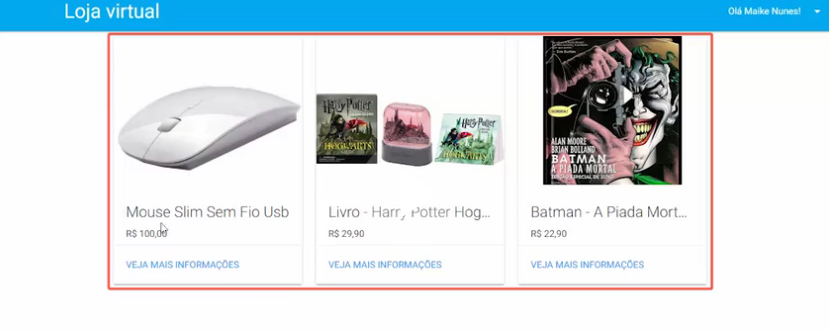 Loja virtual
Olá Maike Nunes!
Harry Potter
HOGWARTS
Harry Potter
HOGWARTS
ALAN MOORE
BRIAN BOLLAND
BATMAN
A PIADA MORTAL
Mouse Slim Sem Fio Usb
R$ 100,00
VEJA MAIS INFORMAÇÕES
Livro - Harry Potter Hog...
R$ 29,90
VEJA MAIS INFORMAÇÕES
Batman - A Piada Mort...
R$ 22,90
VEJA MAIS INFORMAÇÕES